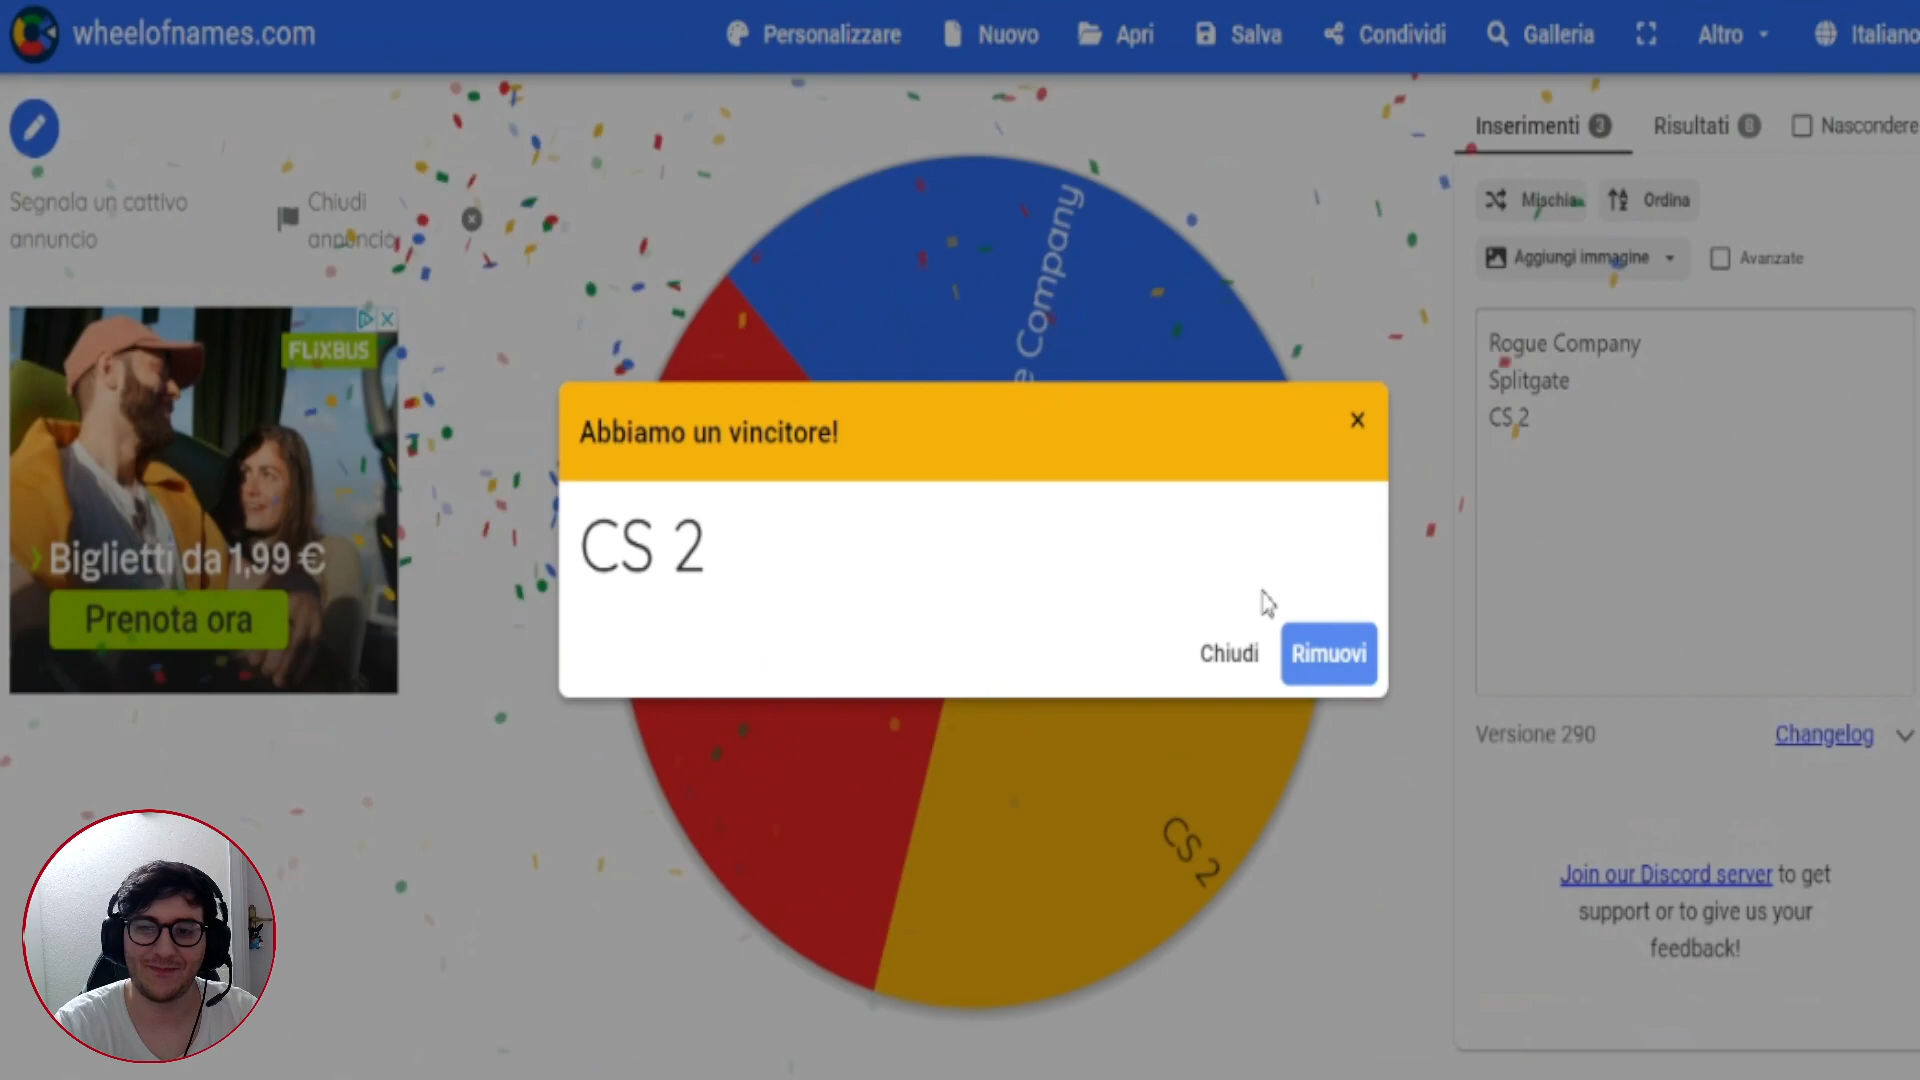 wheelofnames.com
Personalizzare
Nuovo
Apri
Salva
Condividi
Galleria
Altro
Italiano
Segnala un cattivo
annuncio
Chiudi
annuncio
FLiXBUS
Biglietti da 1,99 €
Prenota ora
Company
CS 2
Abbiamo un vincitore!
×
CS 2
Chiudi
Rimuovi
Inserimenti 3
Risultati 8
Nascondere
Mischia
Ordina
Aggiungi immagine
Avanzate
Rogue Company
Splitgate
CS 2
Versione 290
Changelog
Join our Discord server to get
support or to give us your
feedback!